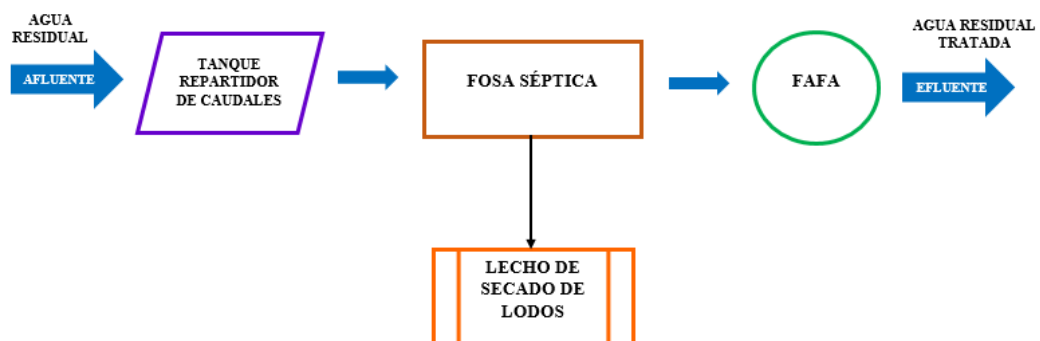 AGUA
RESIDUAL
AFLUENTE
TANQUE
REPARTIDOR
DE CAUDALES
FOSA SÉPTICA
FAFA
AGUA RESIDUAL
TRATADA
EFLUENTE
LECHO DE
SECADO DE
LODOS